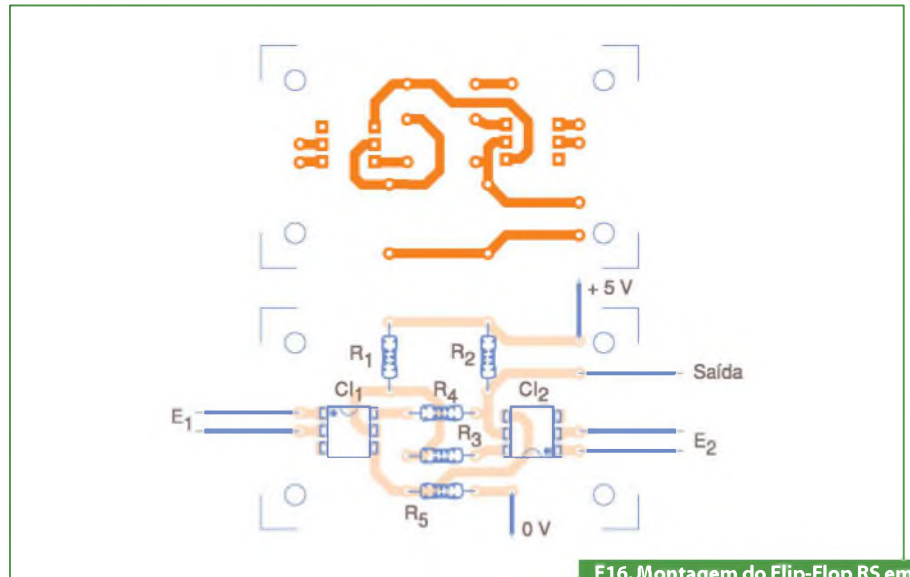 + 5 V
R1
R2
Saída
CI1
R4
CI2
E1
R3
E2
R5
0 V
F16. Montagem do Flip-Flop RS em